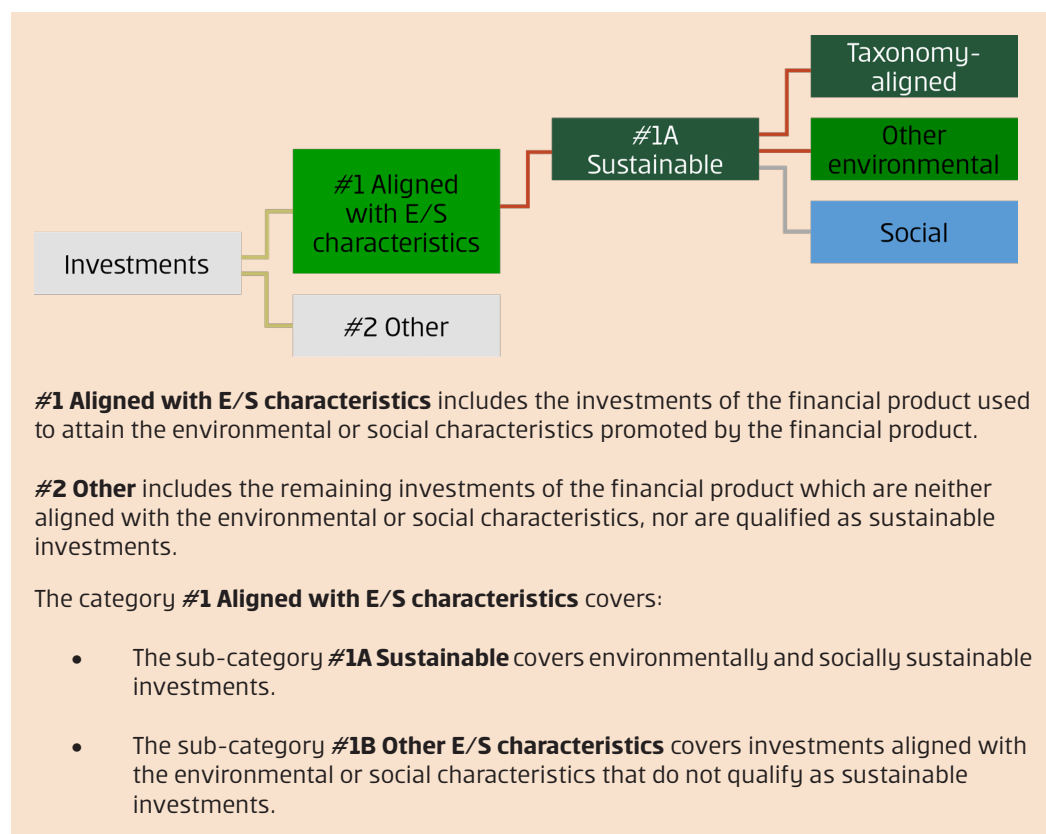 Taxonomy-
aligned
#1A
Sustainable
Other
environmental
#1 Aligned
with E/S
characteristics
Social
Investments
#2 Other
#1 Aligned with E/S characteristics includes the investments of the financial product used
to attain the environmental or social characteristics promoted by the financial product.
#2 Other includes the remaining investments of the financial product which are neither
aligned with the environmental or social characteristics, nor are qualified as sustainable
investments.
The category #1 Aligned with E/S characteristics covers:
• The sub-category #1A Sustainable covers environmentally and socially sustainable
investments.
• The sub-category #1B Other E/S characteristics covers investments aligned with
the environmental or social characteristics that do not qualify as sustainable
investments.